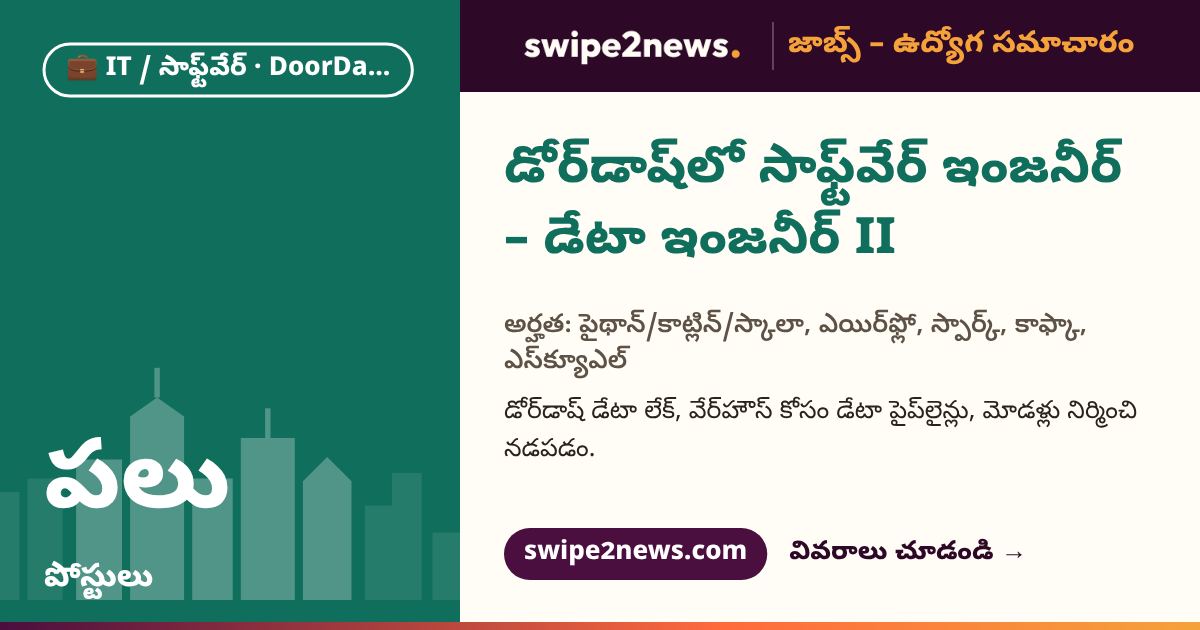 💼 IT / సాఫ్ట్‌వేర్ · DoorDa...
swipe2news.
జాబ్స్ – ఉద్యోగ సమాచారం
డోర్‌డాష్‌లో సాఫ్ట్‌వేర్ ఇంజనీర్
– డేటా ఇంజనీర్ II
అర్హత: పైథాన్/కాట్లిన్/స్కాలా, ఎయిర్‌ఫ్లో, స్పార్క్, కాఫ్కా,
ఎస్‌క్యూఎల్
డోర్‌డాష్ డేటా లేక్, వేర్‌హౌస్ కోసం డేటా పైప్‌లైన్లు, మోడళ్లు నిర్మించి
నడపడం.
పలు
పోస్టులు
swipe2news.com
వివరాలు చూడండి →